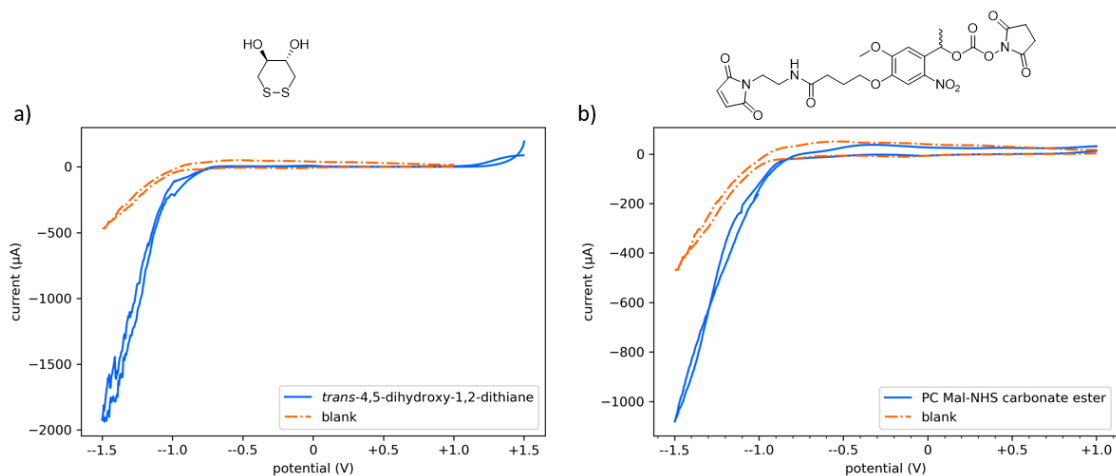 HO OH
S-S
O
O
N
O
O
N
H
O
O
O
NO₂
O
O
O
N
O
O
a)
b)
0
−500
−1000
−1500
−2000
current (µA)
trans-4,5-dihydroxy-1,2-dithiane
blank
--1.5 --1.0 --0.5 0 +0.5 +1.0 +1.5
potential (V)
0
−200
−400
−600
−800
−1000
current (µA)
PC Mal-NHS carbonate ester
blank
--1.5 --1.0 --0.5 0 +0.5 +1.0
potential (V)